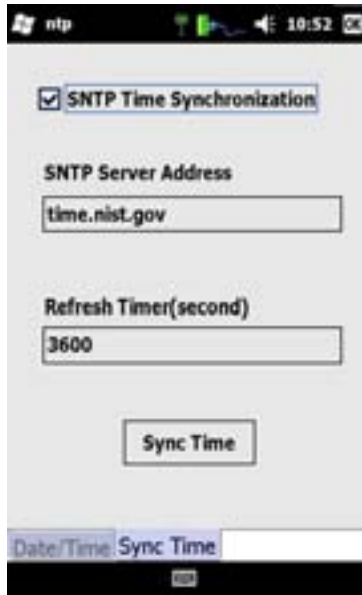 ntp 10:52 OK
SNTP Time Synchronization
SNTP Server Address
time.nist.gov
Refresh Timer(second)
3600
Sync Time
Date/Time Sync Time